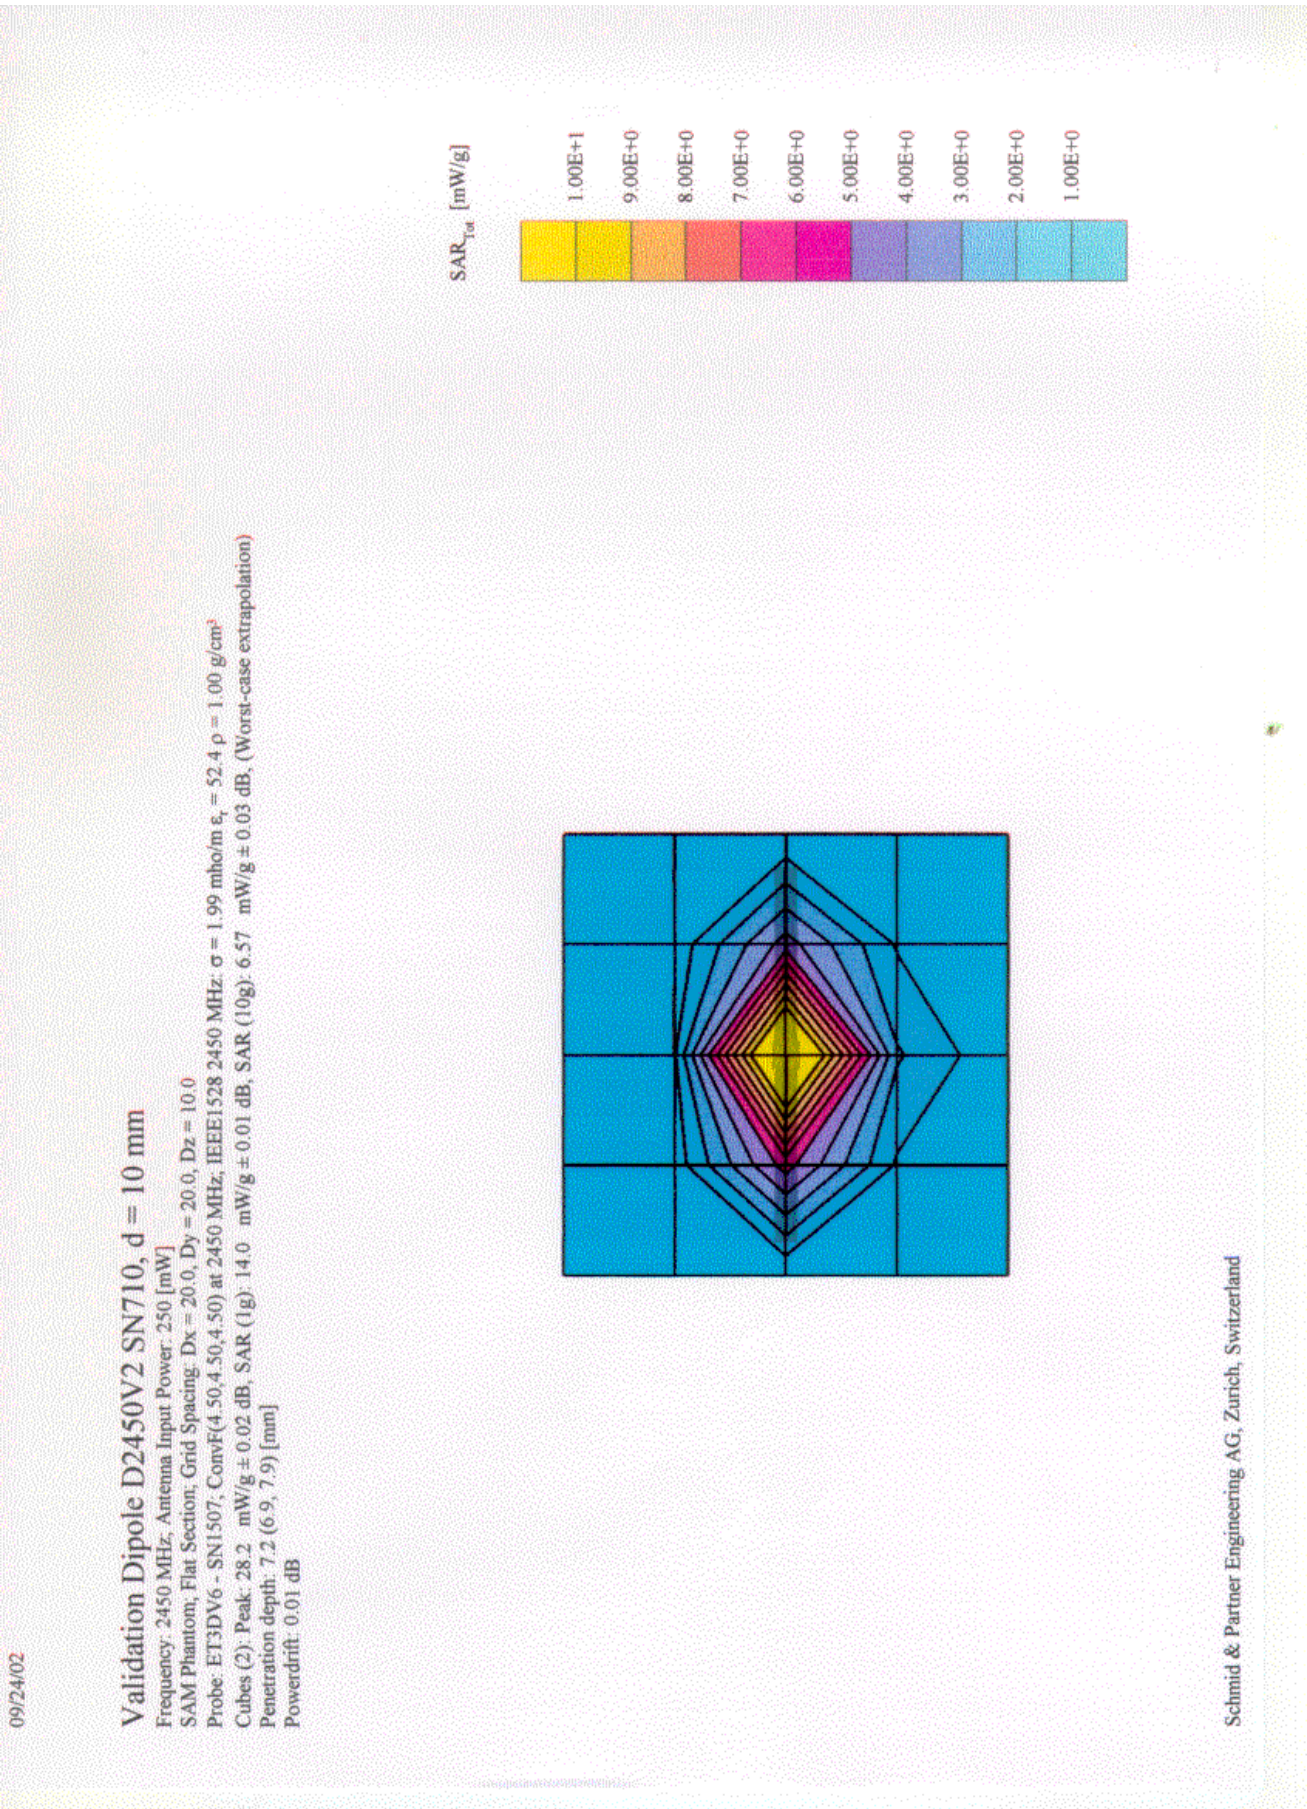 09/24/02
Validation Dipole D2450V2 SN710, d = 10 mm
Frequency: 2450 MHz; Antenna Input Power: 250 [mW]
SAM Phantom; Flat Section; Grid Spacing: Dx = 20.0, Dy = 20.0, Dz = 10.0
Probe: ET3DV6 - SN1507; ConvF(4.50,4.50,4.50) at 2450 MHz; IEEE1528 2450 MHz: σ = 1.99 mho/m εr = 52.4 ρ = 1.00 g/cm³
Cubes (2): Peak: 28.2 mW/g ± 0.02 dB, SAR (1g): 14.0 mW/g ± 0.01 dB, SAR (10g): 6.57 mW/g ± 0.03 dB, (Worst-case extrapolation)
Penetration depth: 7.2 (6.9, 7.9) [mm]
Powerdrift: 0.01 dB
SARTot [mW/g]
1.00E+1
9.00E+0
8.00E+0
7.00E+0
6.00E+0
5.00E+0
4.00E+0
3.00E+0
2.00E+0
1.00E+0
Schmid & Partner Engineering AG, Zurich, Switzerland